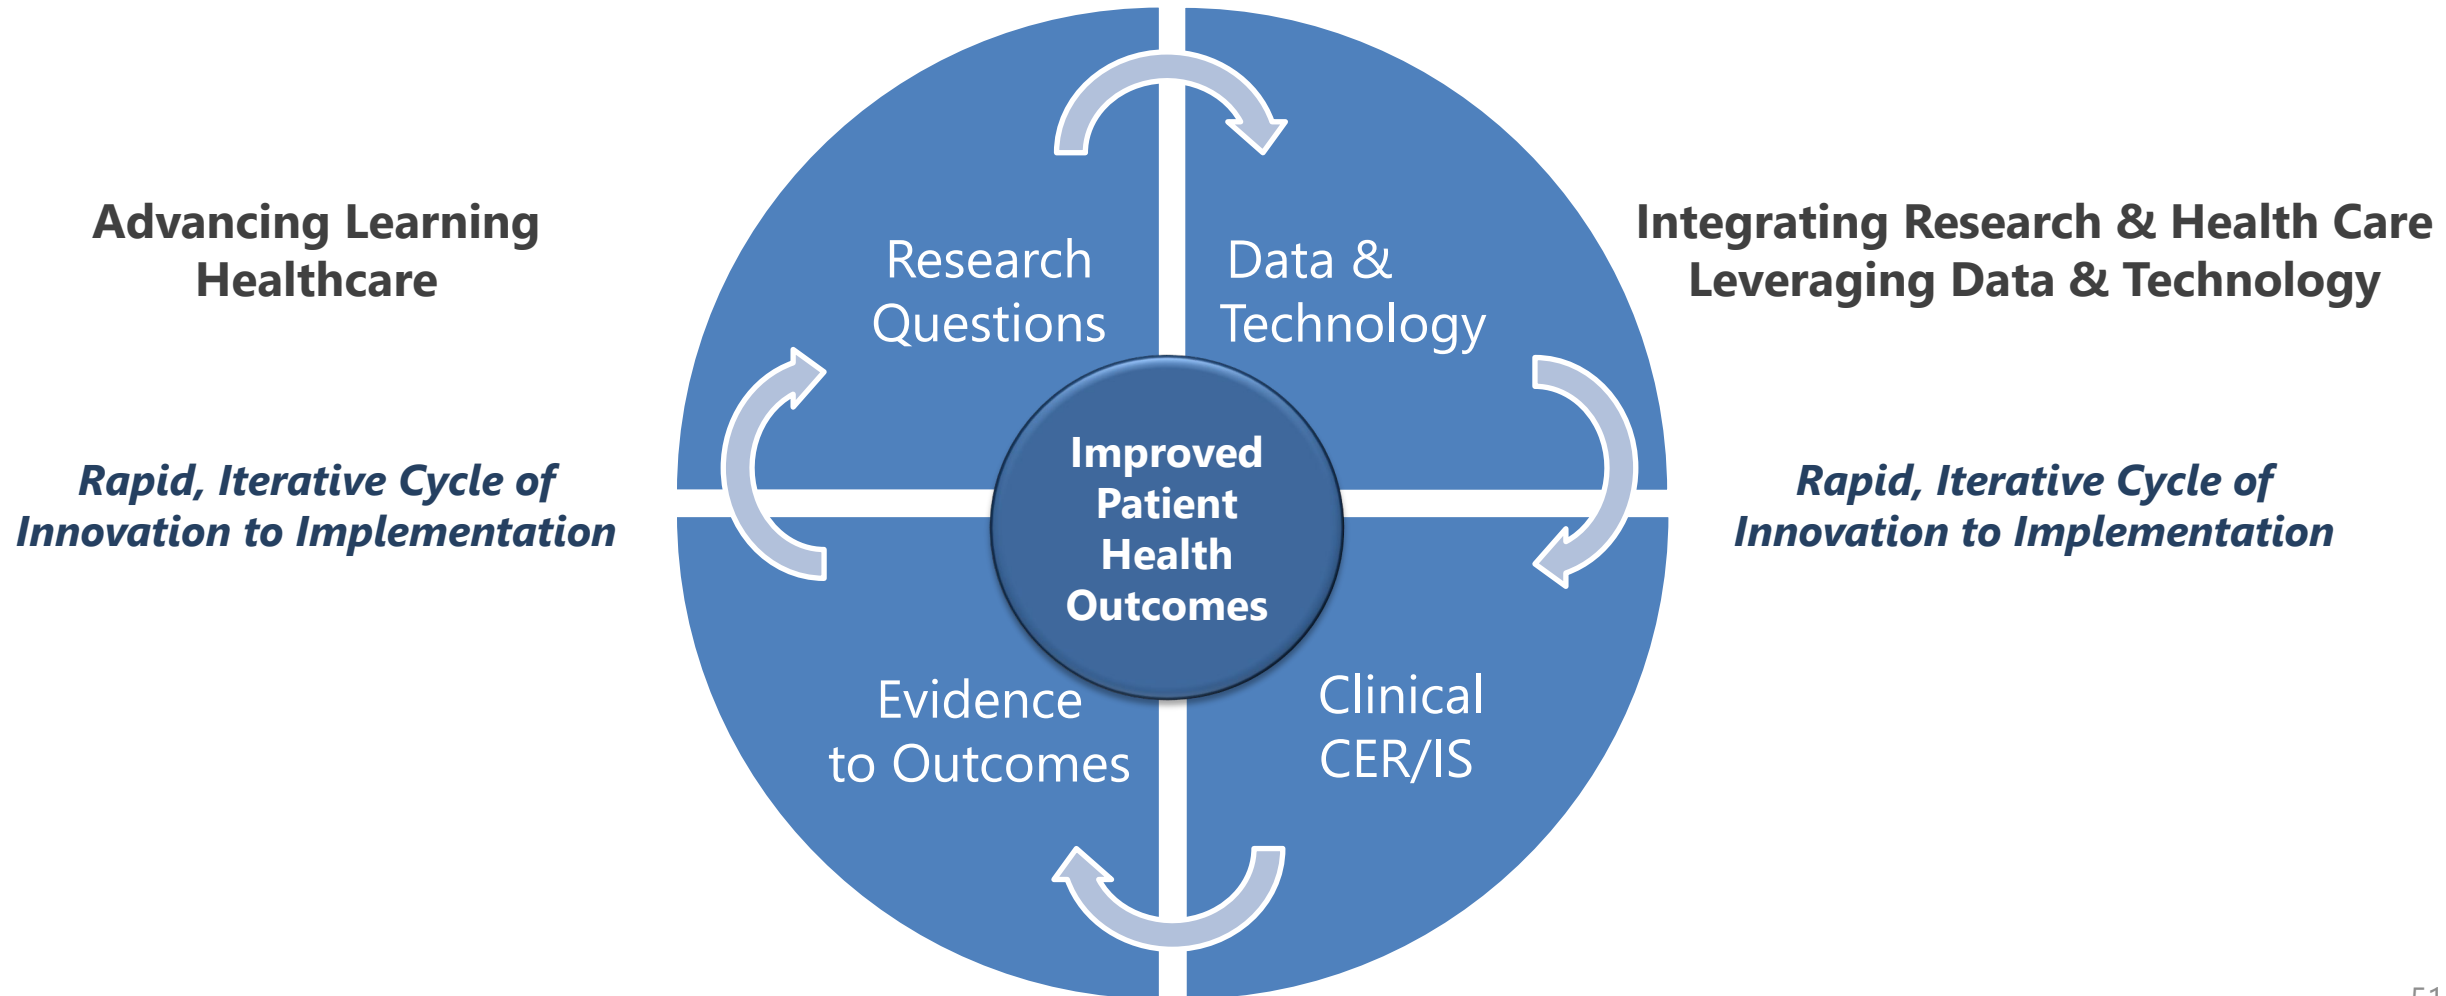 Advancing Learning
Healthcare
Rapid, Iterative Cycle of
Innovation to Implementation
Research
Questions
Data &
Technology
Improved
Patient
Health
Outcomes
Evidence
to Outcomes
Clinical
CER/IS
Integrating Research & Health Care
Leveraging Data & Technology
Rapid, Iterative Cycle of
Innovation to Implementation
51